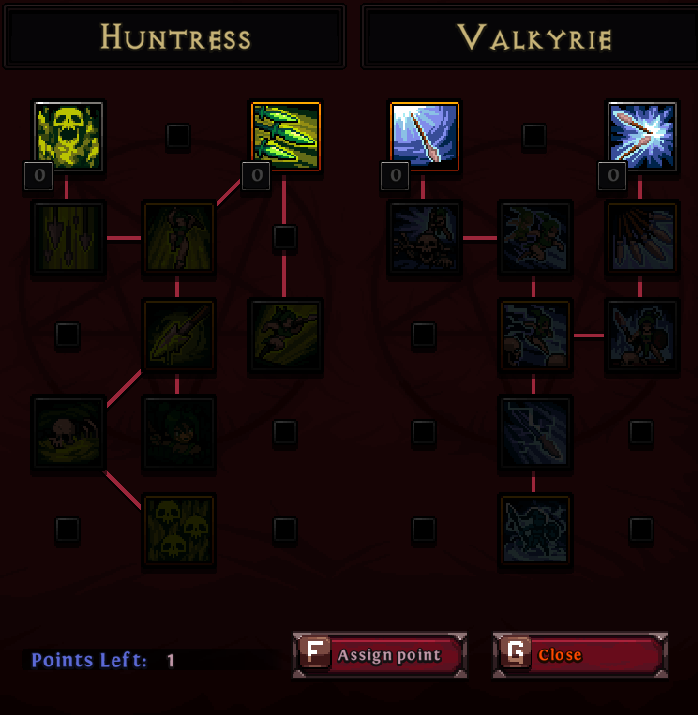 HUNTRESS
VALKYRIE
0
0
0
0
Points Left: 1
F Assign point
G Close